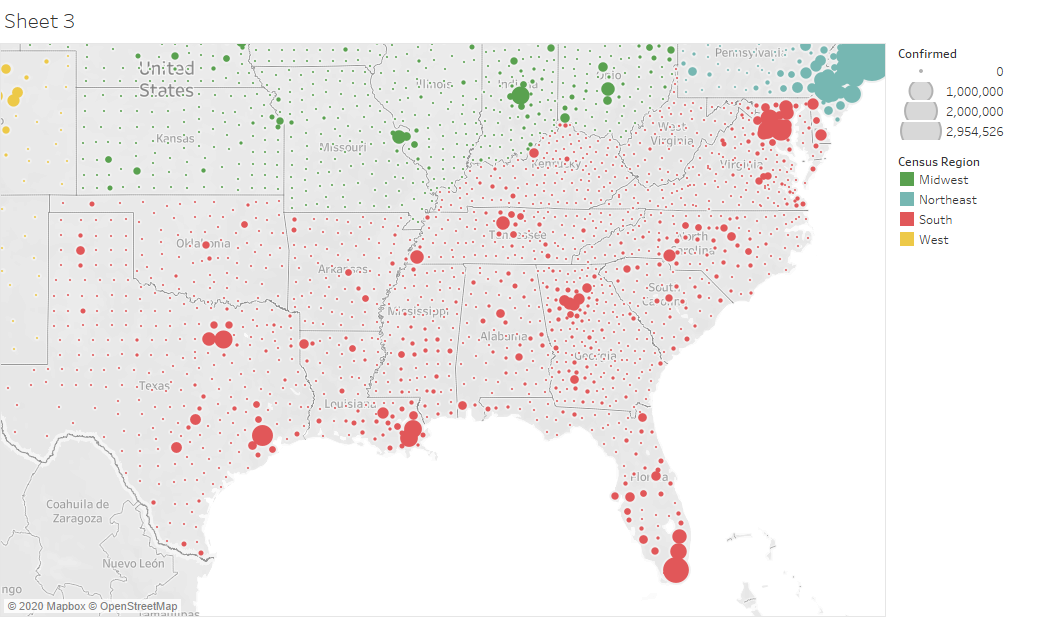 Sheet 3
United
States
Illinois
Indiana
Ohio
Pennsylvania
Kansas
Missouri
West
Virginia
Kentucky
Virginia
Oklahoma
Tennessee
North
Carolina
Arkansas
Mississippi
Alabama
South
Carolina
Georgia
Texas
Louisiana
Florida
Coahuila de
Zaragoza
Nuevo León
ngo
Tamaulipas
© 2020 Mapbox © OpenStreetMap
Confirmed
0
1,000,000
2,000,000
2,954,526
Census Region
Midwest
Northeast
South
West